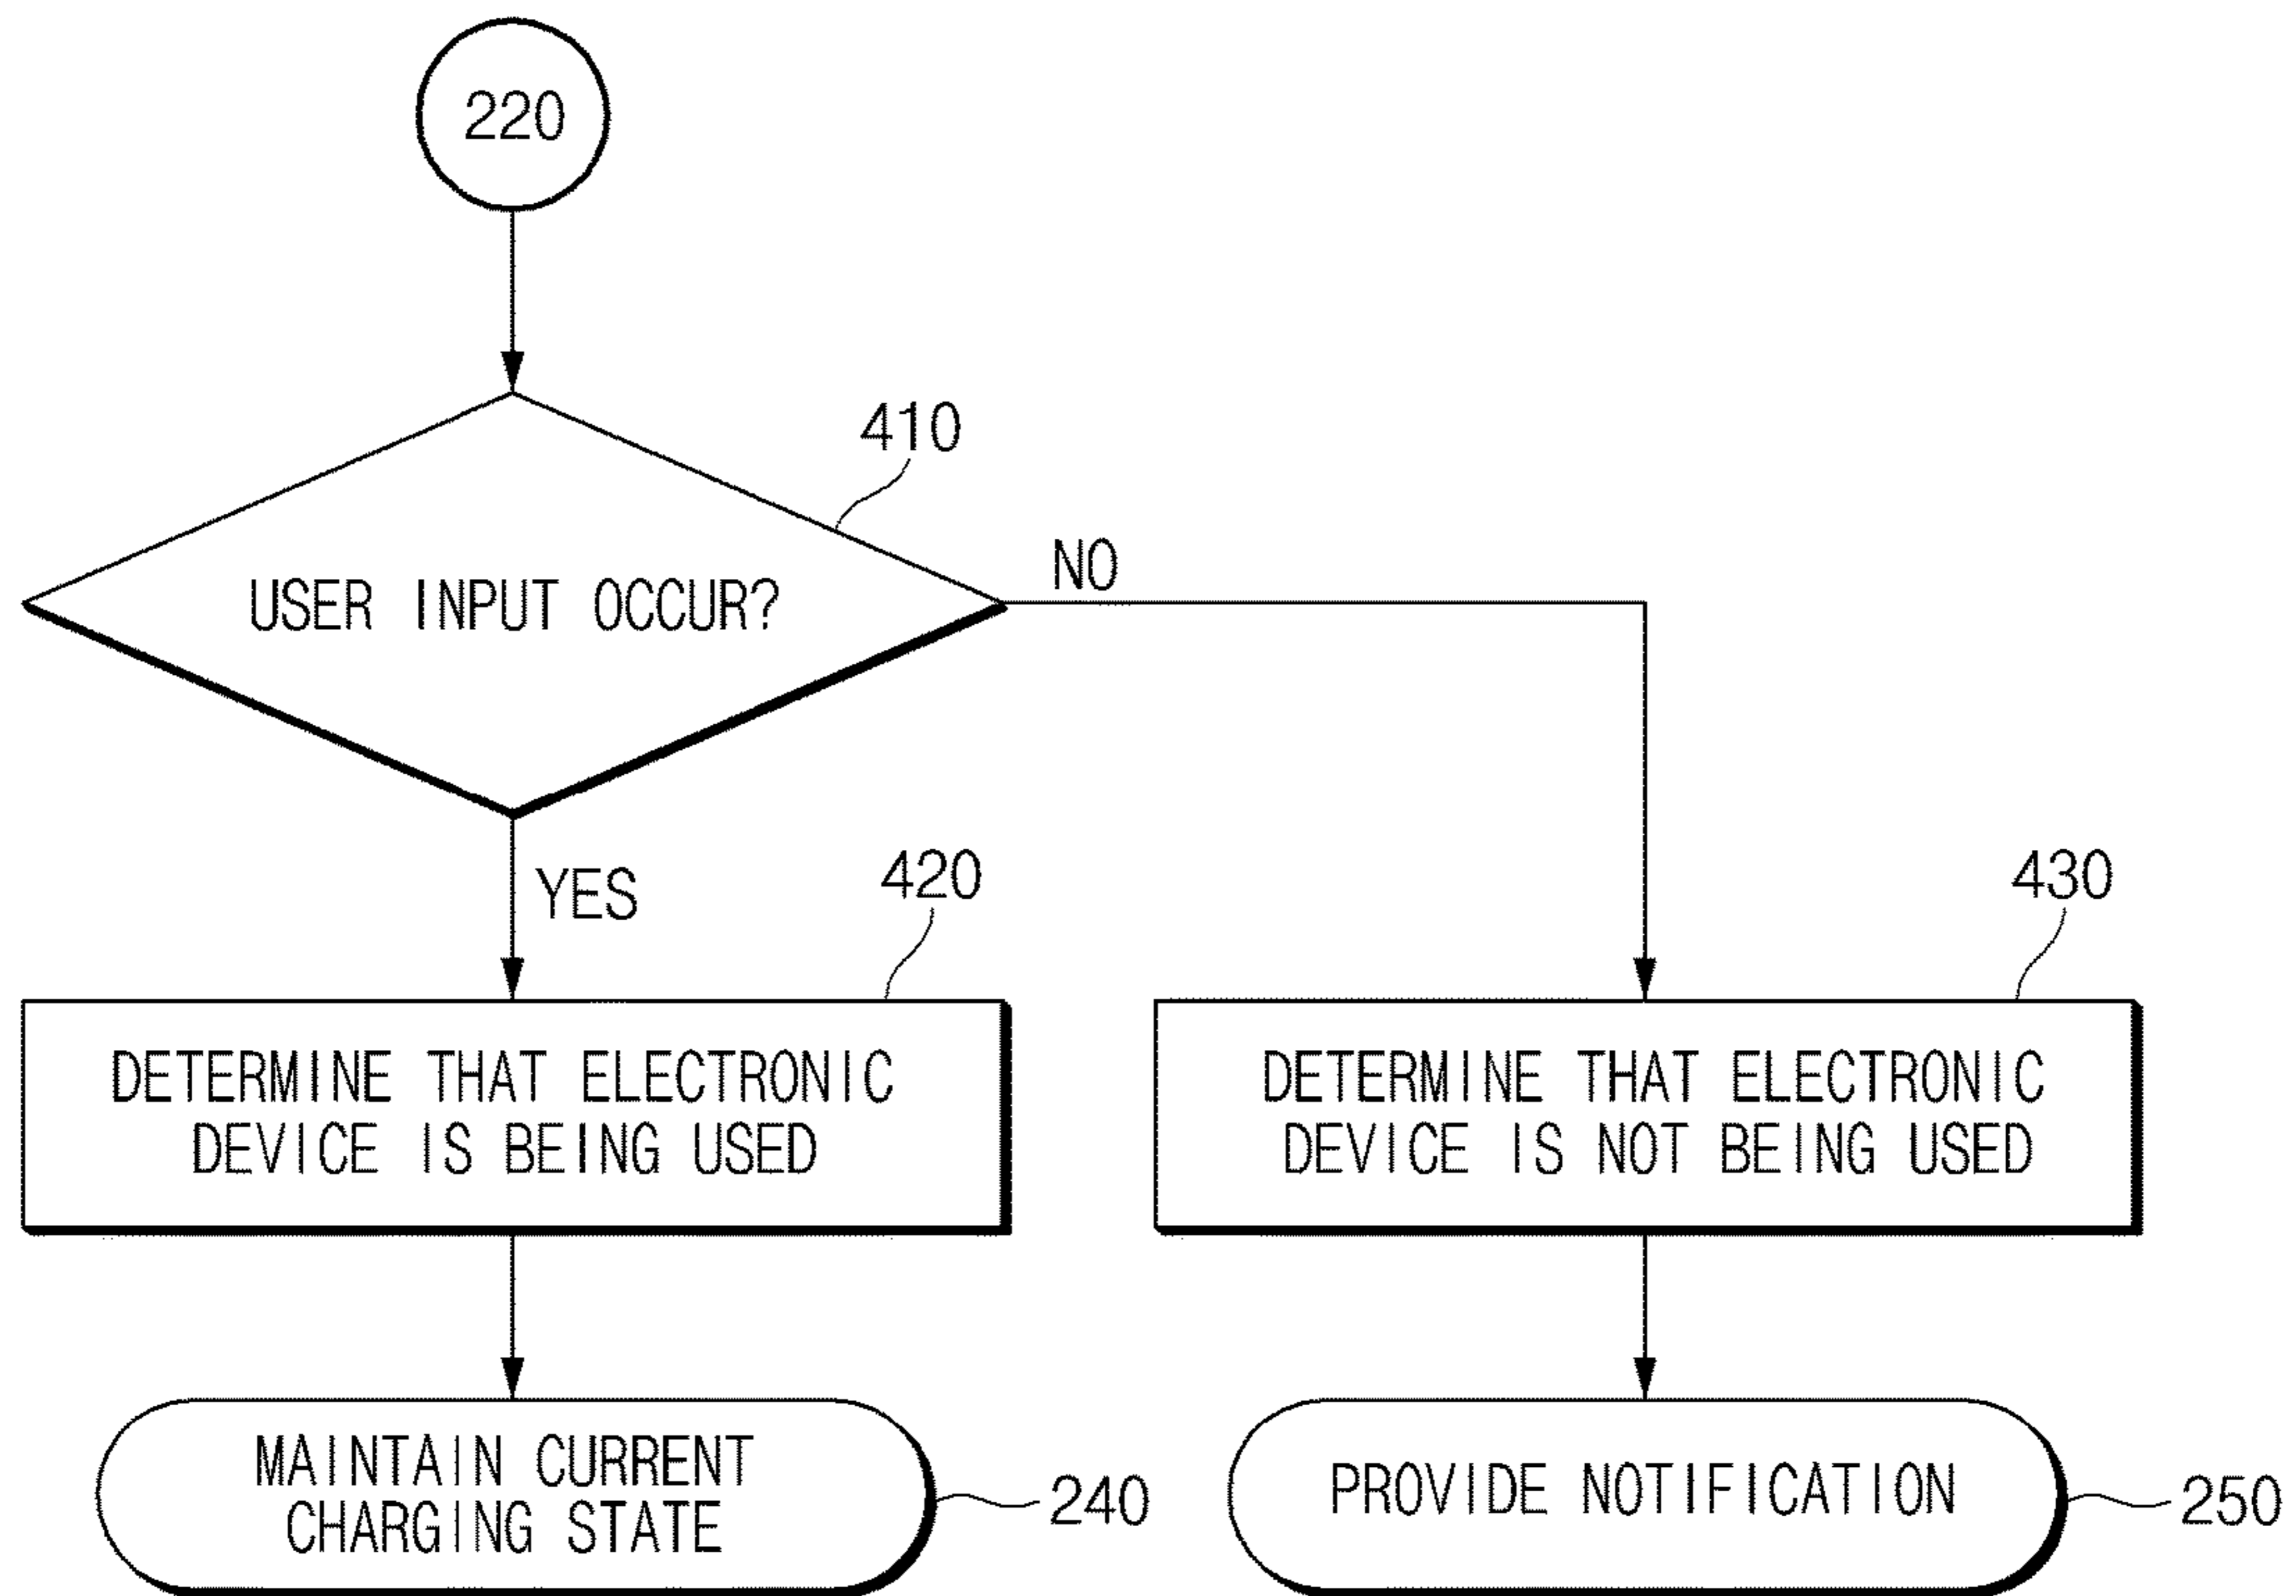 220
410
USER INPUT OCCUR?
NO
YES
420
430
DETERMINE THAT ELECTRONIC
DEVICE IS BEING USED
DETERMINE THAT ELECTRONIC
DEVICE IS NOT BEING USED
MAINTAIN CURRENT
CHARGING STATE
240
PROVIDE NOTIFICATION
250